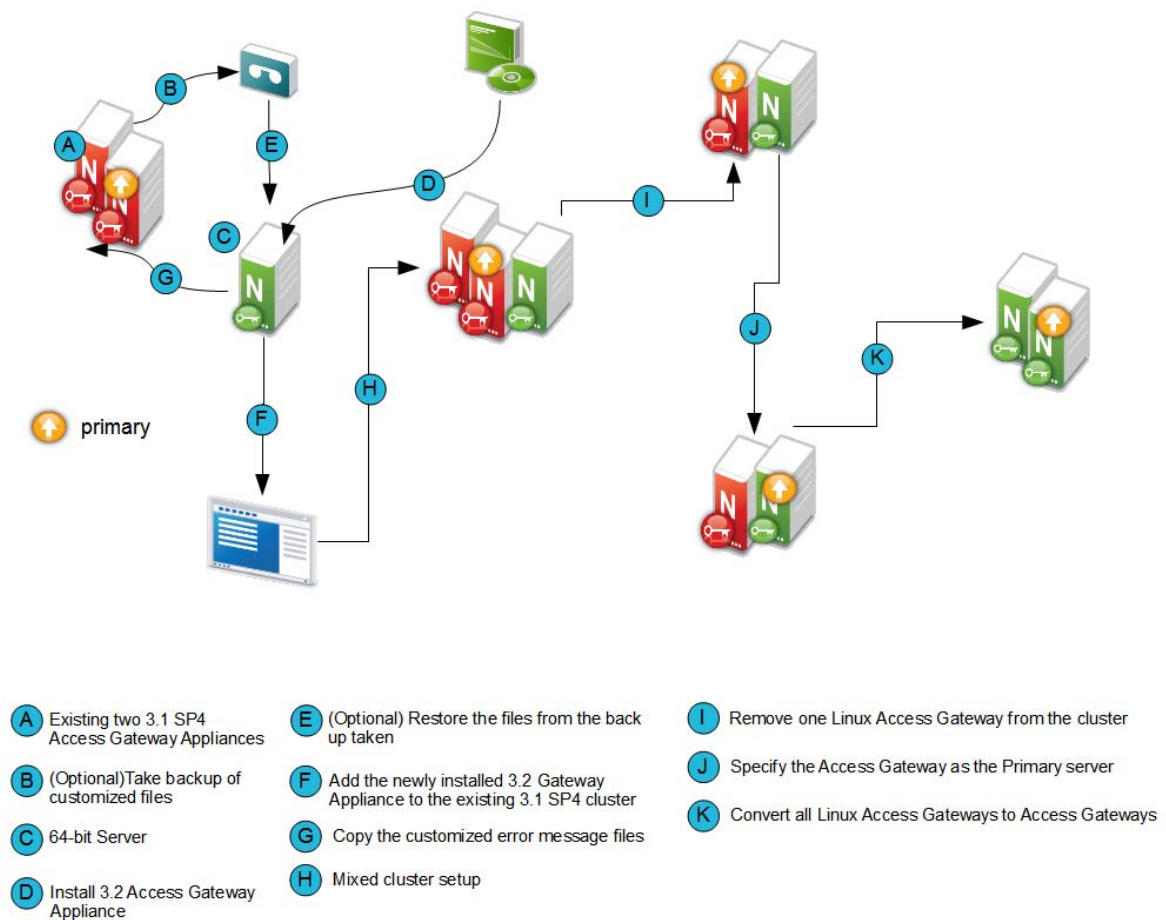 B
A
E
D
C
G
I
N
N
N
N
N
N
N
N
N
N
N
N
H
J
K
F
primary
A Existing two 3.1 SP4
Access Gateway Appliances
B (Optional)Take backup of
customized files
C 64-bit Server
D Install 3.2 Access Gateway
Appliance
E (Optional) Restore the files from the back
up taken
F Add the newly installed 3.2 Gateway
Appliance to the existing 3.1 SP4 cluster
G Copy the customized error message files
H Mixed cluster setup
I Remove one Linux Access Gateway from the cluster
J Specify the Access Gateway as the Primary server
K Convert all Linux Access Gateways to Access Gateways